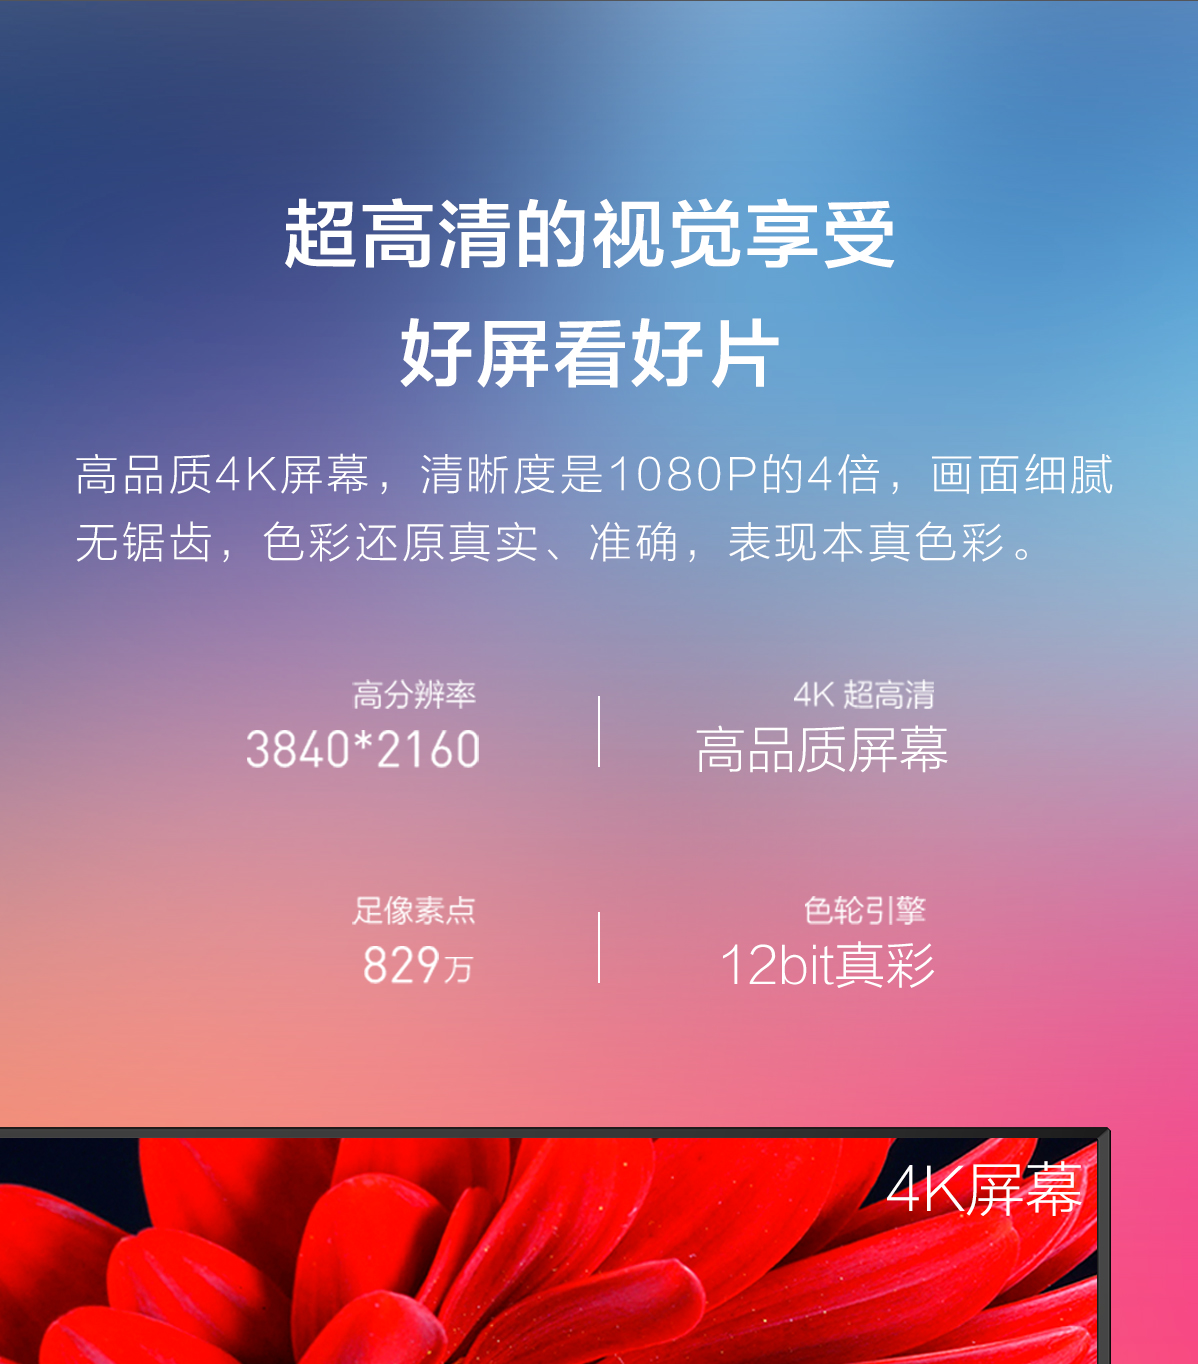 超高清的视觉享受
好屏看好片
高品质4K屏幕，清晰度是1080P的4倍，画面细腻
无锯齿，色彩还原真实、准确，表现本真色彩。
高分辨率
3840*2160
4K 超高清
高品质屏幕
足像素点
829万
色轮引擎
12bit真彩
4K屏幕